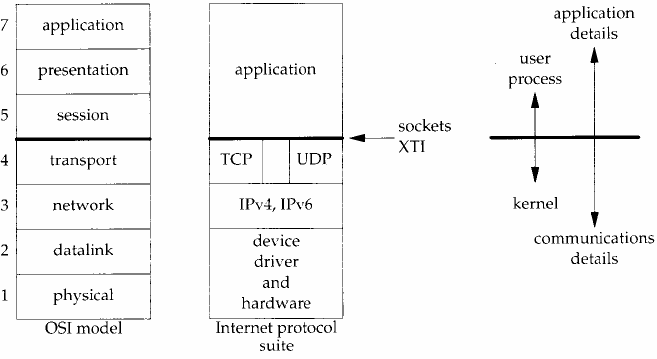 7
application
6
presentation
5
session
4
transport
3
network
2
datalink
1
physical
OSI model
application
TCP
UDP
IPv4, IPv6
device
driver
and
hardware
Internet protocol
suite
sockets
XTI
application
details
user
process
kernel
communications
details